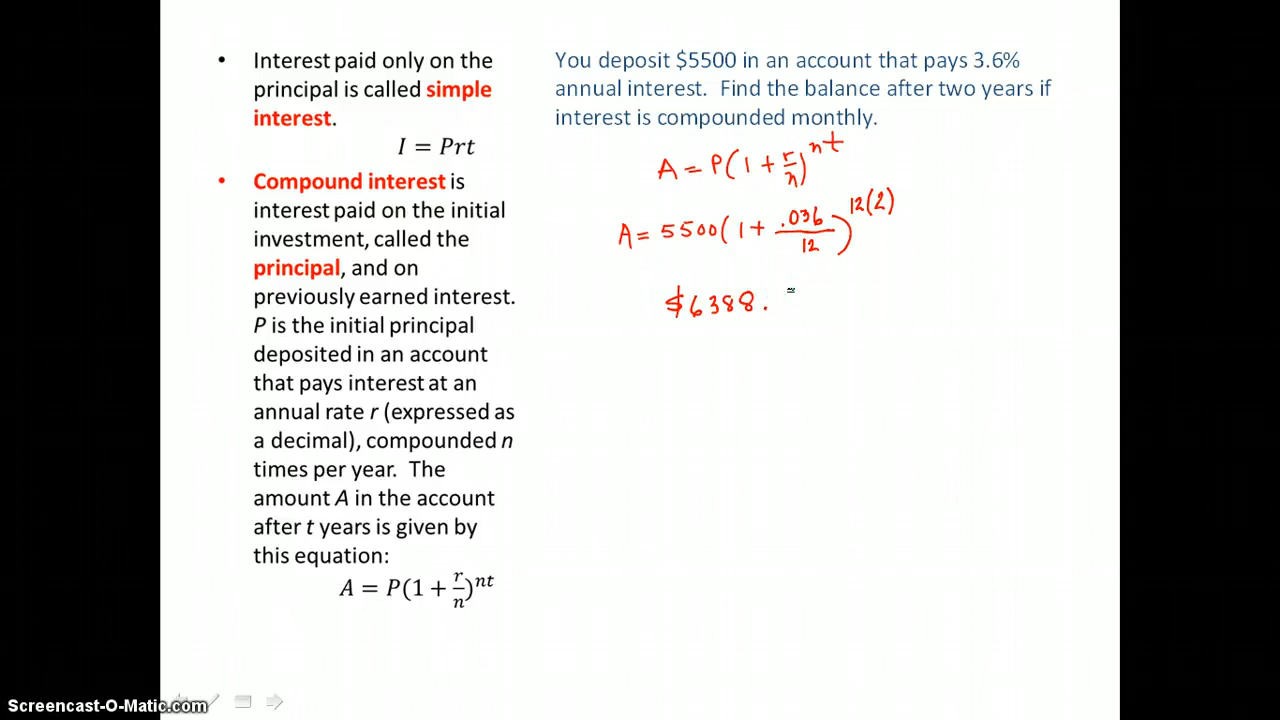 • Interest paid only on the
principal is called simple
interest.
I = Prt
• Compound interest is
interest paid on the initial
investment, called the
principal, and on
previously earned interest.
P is the initial principal
deposited in an account
that pays interest at an
annual rate r (expressed as
a decimal), compounded n
times per year. The
amount A in the account
after t years is given by
this equation:
A = P(1 + r/n)^nt
You deposit $5500 in an account that pays 3.6%
annual interest. Find the balance after two years if
interest is compounded monthly.
A = P(1 + r/n)^nt
A = 5500(1 + .036/12)^12(2)
$6388.
Screencast-O-Matic.com